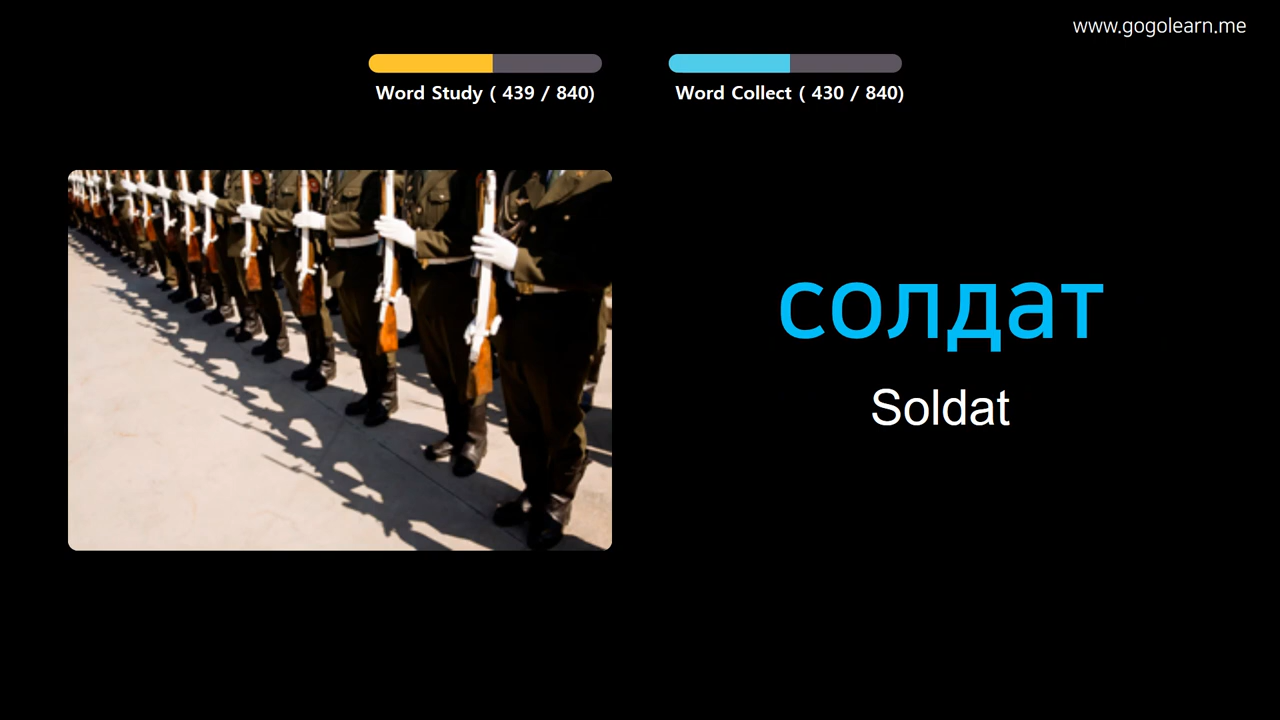 www.gogolearn.me
Word Study ( 439 / 840)
Word Collect ( 430 / 840)
солдат
Soldat